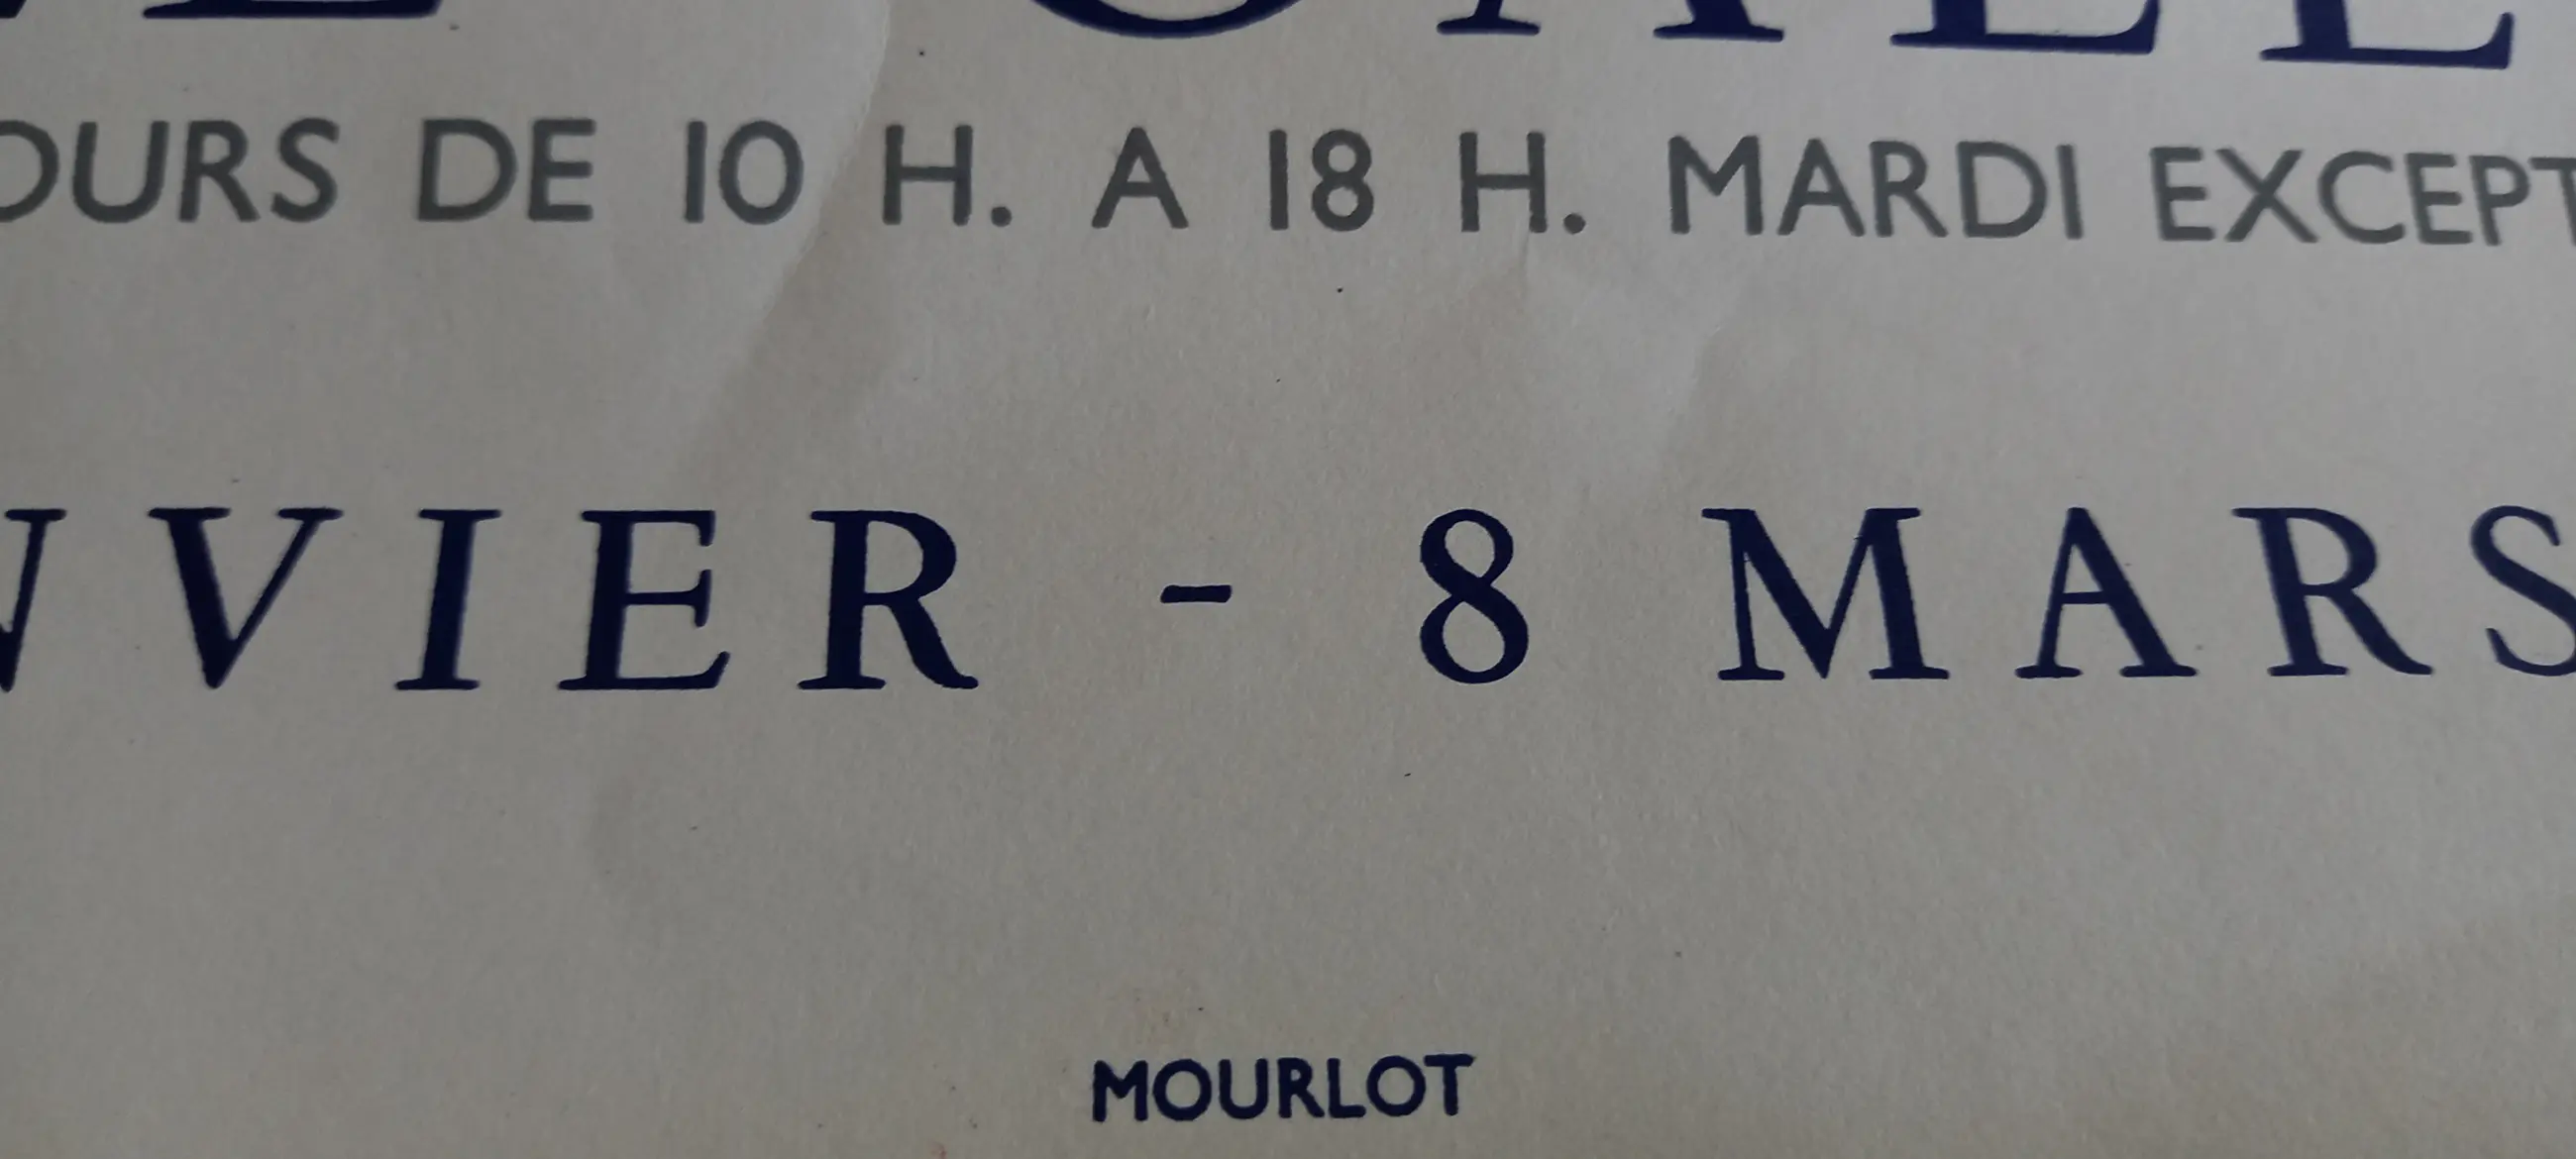 OURS DE 10 H. A 18 H. MARDI EXCEPT
NVIER - 8 MARS
MOURLOT